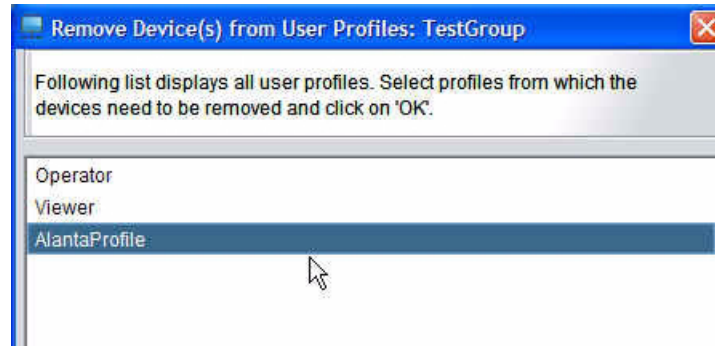 Remove Device(s) from User Profiles: TestGroup
Following list displays all user profiles. Select profiles from which the
devices need to be removed and click on 'OK'.
Operator
Viewer
AlantaProfile